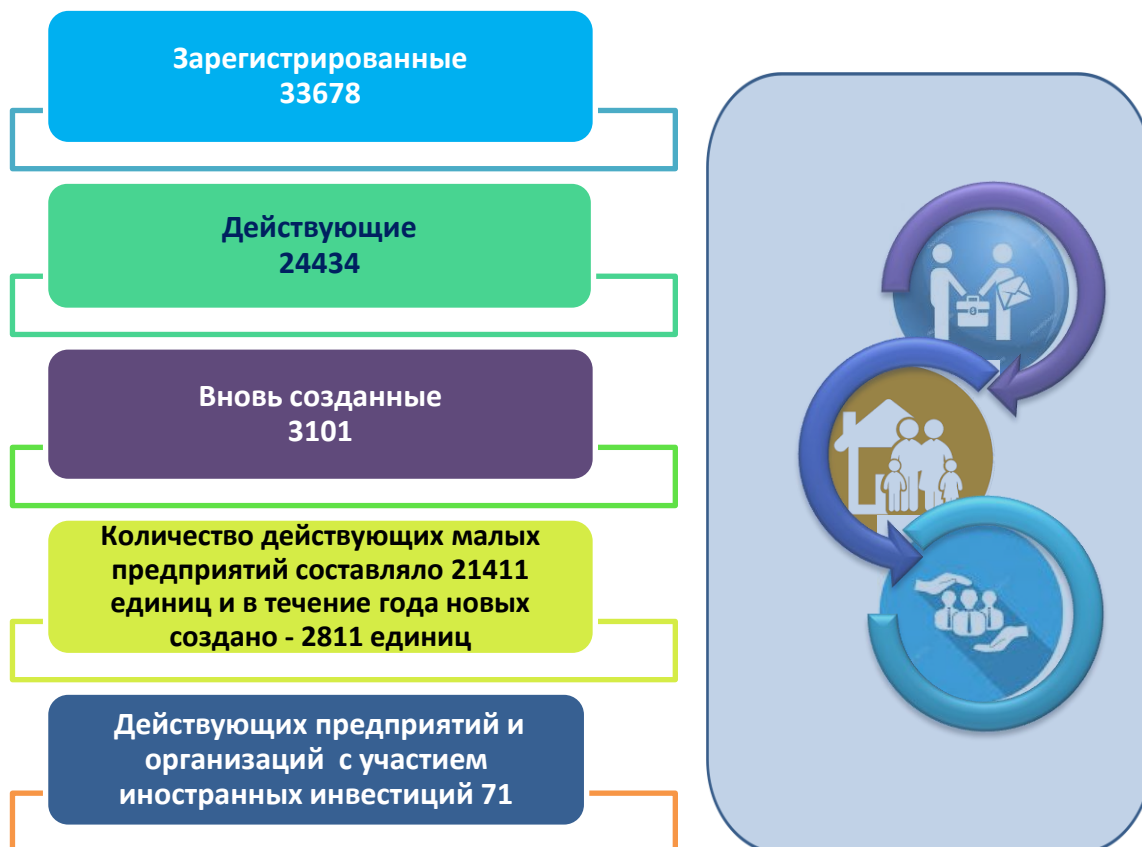 Зарегистрированные
33678
Действующие
24434
Вновь созданные
3101
Количество действующих малых
предприятий составляло 21411
единиц и в течение года новых
создано - 2811 единиц
Действующих предприятий и
организаций с участием
иностранных инвестиций 71